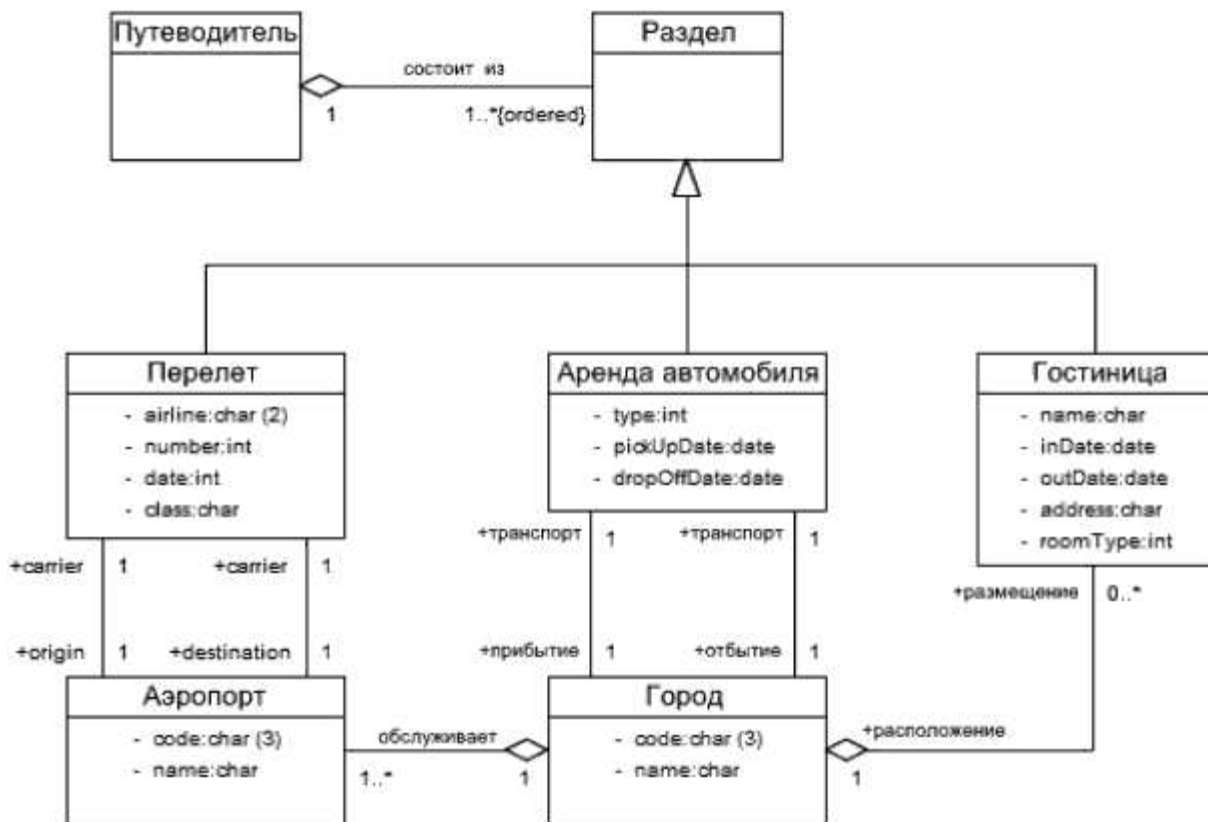 Путеводитель
Раздел
состоит из
1
1..*{ordered}
Перелет
- airline:char (2)
- number:int
- date:int
- class:char
Аренда автомобиля
- type:int
- pickUpDate:date
- dropOffDate:date
Гостиница
- name:char
- inDate:date
- outDate:date
- address:char
- roomType:int
+carrier
1
+carrier
1
+транспорт
1
+транспорт
1
+размещение
0..*
+origin
1
+destination
1
+прибытие
1
+отбытие
1
Аэропорт
- code:char (3)
- name:char
обслуживает
1..*
1
Город
- code:char (3)
- name:char
+расположение
1